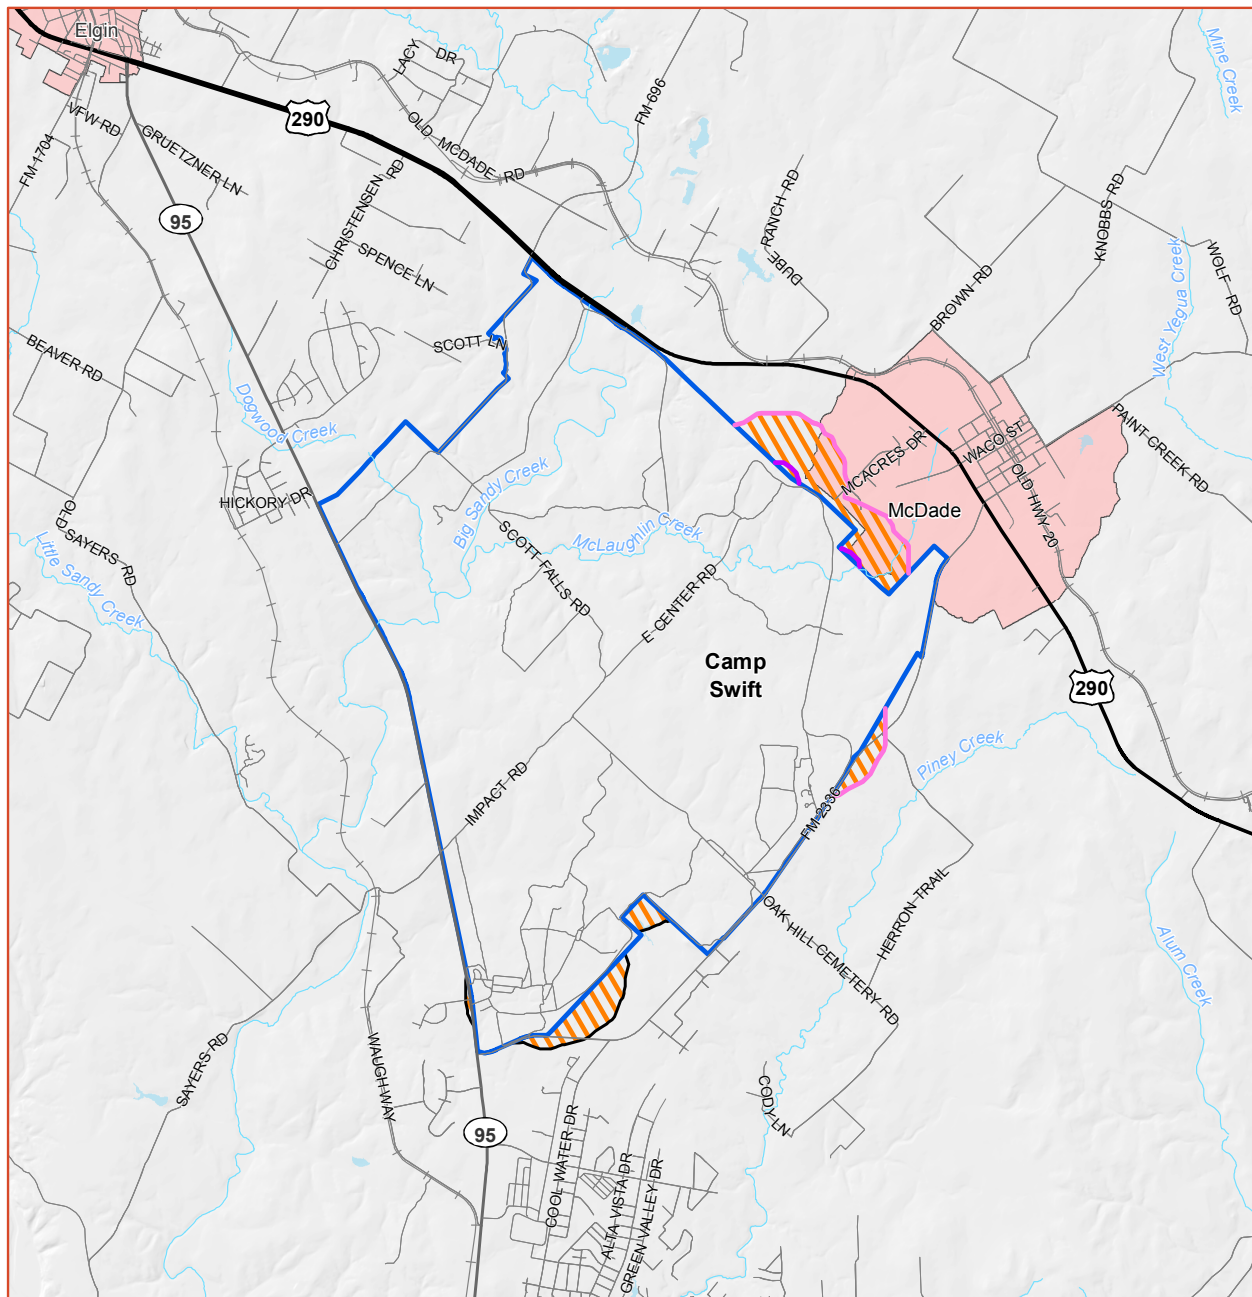 Elgin
LACY
DR
Mine Creek
290
FM 696
VFW RD
GRUETZNER LN
OLD MCDADE RD
FM 1704
95
CHRISTENSEN
RD
DUBE
RANCH RD
KNOBBS RD
SPENCE LN
WOLF RD
West Yegua Creek
BROWN RD
BEAVER RD
SCOTT LN
Dogwood Creek
PAINT CREEK RD
WACO ST
MCACRES DR
OLD HWY 20
HICKORY DR
Big Sandy Creek
McDade
OLD
SAYERS RD
Little Sandy Creek
SCOTT FALLS RD
McLaughlin Creek
E CENTER RD
Camp
Swift
290
Piney Creek
IMPACT RD
FM 2336
OAK HILL CEMETERY RD
HERRON TRAIL
Alum Creek
SAYERS RD
WAUGH WAY
CODY LN
95
COOL WATER DR
ALTA VISTA DR
GREEN VALLEY DR